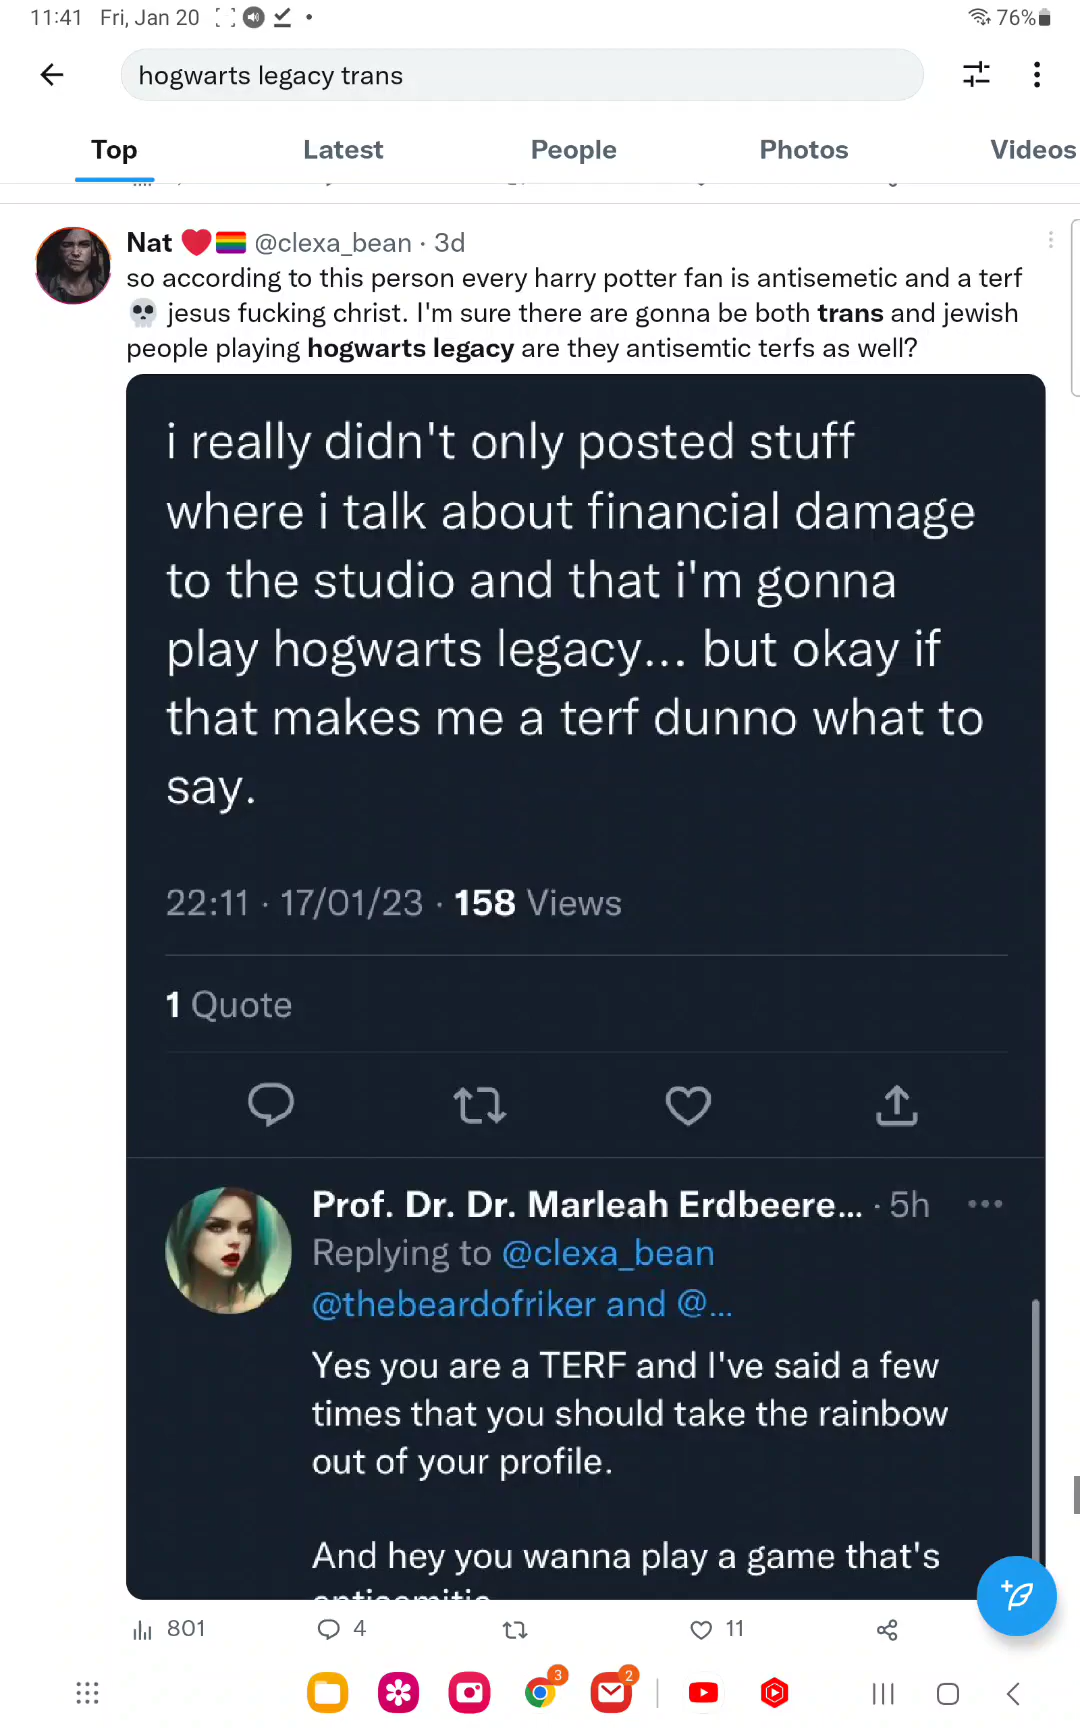 11:41 Fri, Jan 20 76%
hogwarts legacy trans
Top Latest People Photos Videos
Nat ❤️🏳️‍🌈 @clexa_bean · 3d
so according to this person every harry potter fan is antisemetic and a terf
💀 jesus fucking christ. I'm sure there are gonna be both trans and jewish
people playing hogwarts legacy are they antisemtic terfs as well?
i really didn't only posted stuff
where i talk about financial damage
to the studio and that i'm gonna
play hogwarts legacy... but okay if
that makes me a terf dunno what to
say.
22:11 · 17/01/23 · 158 Views
1 Quote
Prof. Dr. Dr. Marleah Erdbeere... · 5h
Replying to @clexa_bean
@thebeardofriker and @...
Yes you are a TERF and I've said a few
times that you should take the rainbow
out of your profile.
And hey you wanna play a game that's
antisemitic
801 4 11
3 2